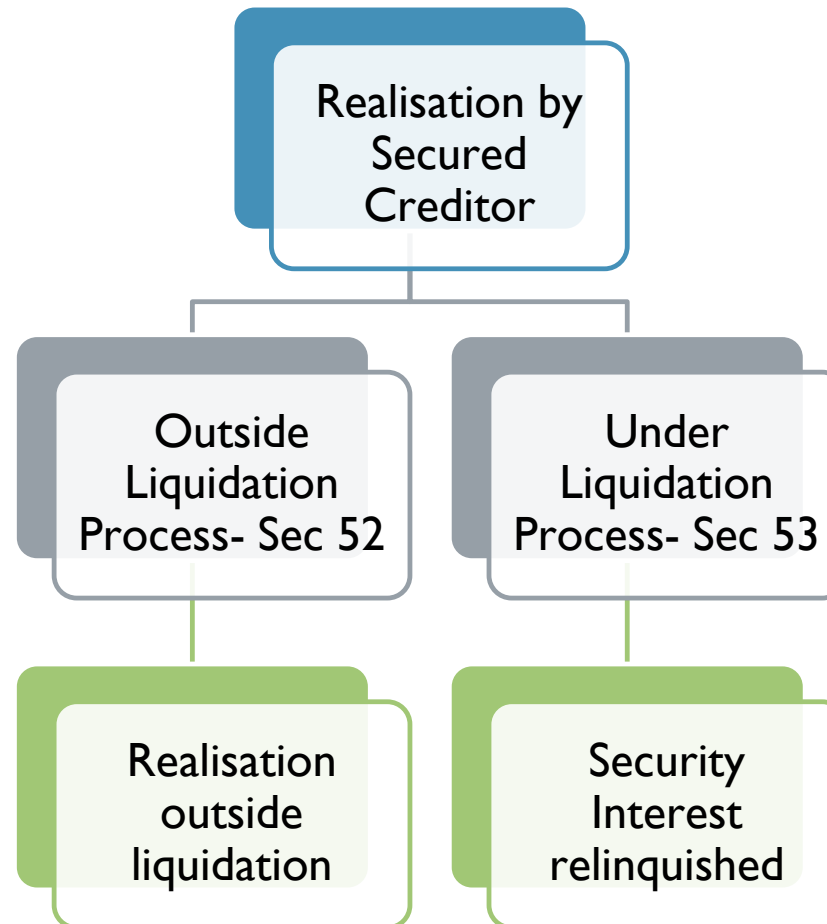 Realisation by
Secured
Creditor
Outside
Liquidation
Process- Sec 52
Under
Liquidation
Process- Sec 53
Realisation
outside
liquidation
Security
Interest
relinquished